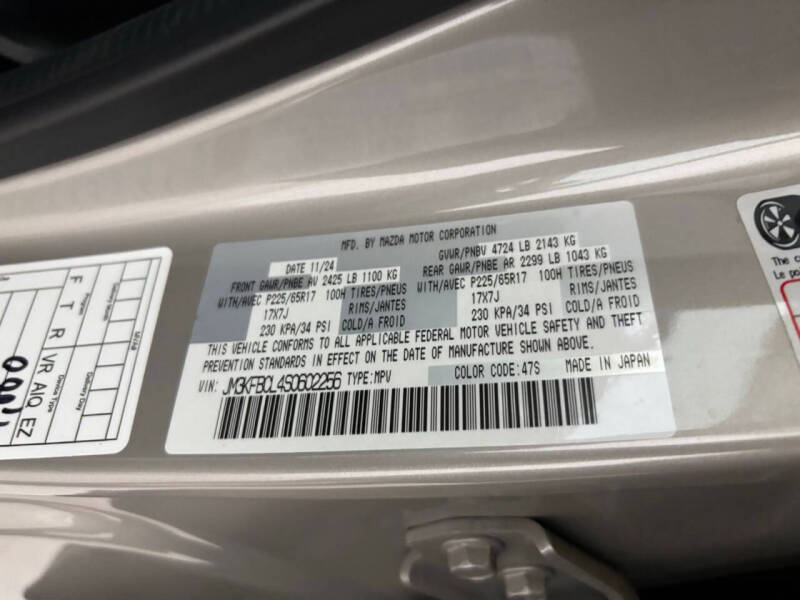 MFD. BY MAZDA MOTOR CORPORATION
DATE 11/24
GVWR/PNBV 4724 LB 2143 KG
FRONT GAWR/PNBE AV 2425 LB 1100 KG
REAR GAWR/PNBE AR 2299 LB 1043 KG
WITH/AVEC P225/65R17 100H TIRES/PNEUS
WITH/AVEC P225/65R17 100H TIRES/PNEUS
17X7J RIMS/JANTES
17X7J RIMS/JANTES
230 KPA/34 PSI COLD/A FROID
230 KPA/34 PSI COLD/A FROID
THIS VEHICLE CONFORMS TO ALL APPLICABLE FEDERAL MOTOR VEHICLE SAFETY AND THEFT
PREVENTION STANDARDS IN EFFECT ON THE DATE OF MANUFACTURE SHOWN ABOVE.
VIN: JM3KFBCL4S0602256 TYPE:MPV
COLOR CODE:47S
MADE IN JAPAN
F T R VR AIQ EZ
The c
Le po